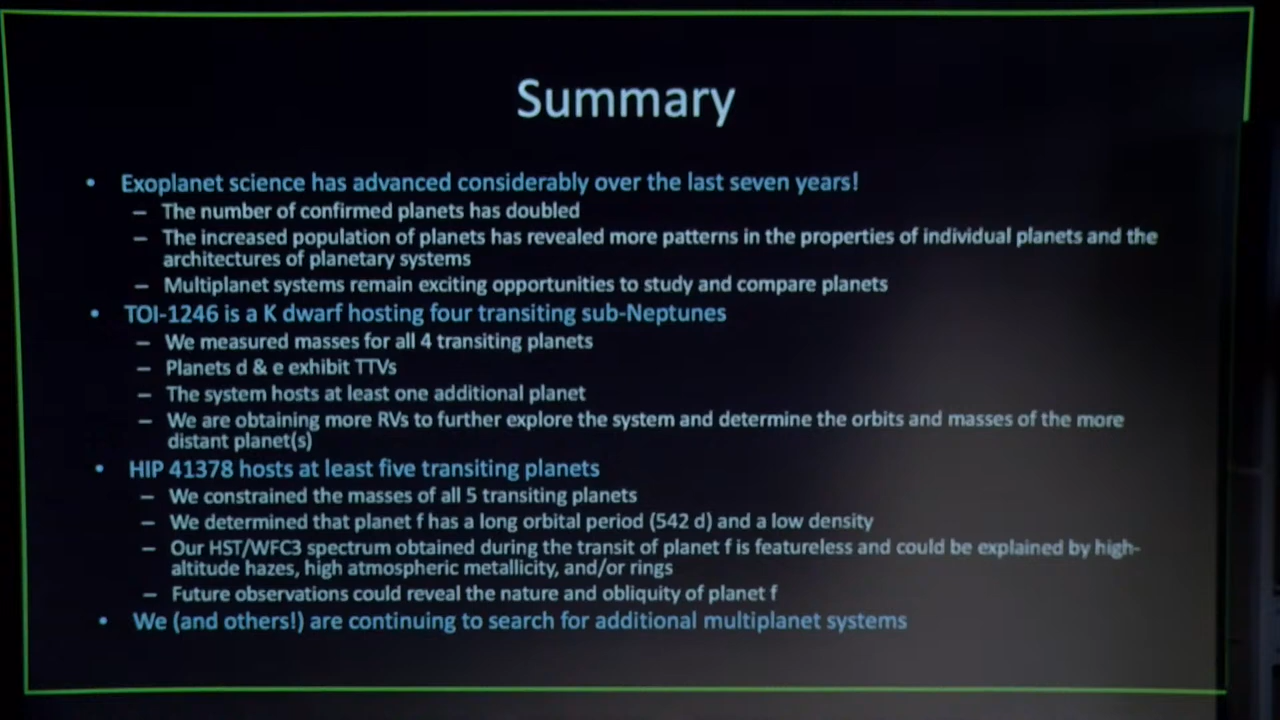 Summary
• Exoplanet science has advanced considerably over the last seven years!
– The number of confirmed planets has doubled
– The increased population of planets has revealed more patterns in the properties of individual planets and the
architectures of planetary systems
– Multiplanet systems remain exciting opportunities to study and compare planets
• TOI-1246 is a K dwarf hosting four transiting sub-Neptunes
– We measured masses for all 4 transiting planets
– Planets d & e exhibit TTVs
– The system hosts at least one additional planet
– We are obtaining more RVs to further explore the system and determine the orbits and masses of the more
distant planet(s)
• HIP 41378 hosts at least five transiting planets
– We constrained the masses of all 5 transiting planets
– We determined that planet f has a long orbital period (542 d) and a low density
– Our HST/WFC3 spectrum obtained during the transit of planet f is featureless and could be explained by high-
altitude hazes, high atmospheric metallicity, and/or rings
– Future observations could reveal the nature and obliquity of planet f
• We (and others!) are continuing to search for additional multiplanet systems